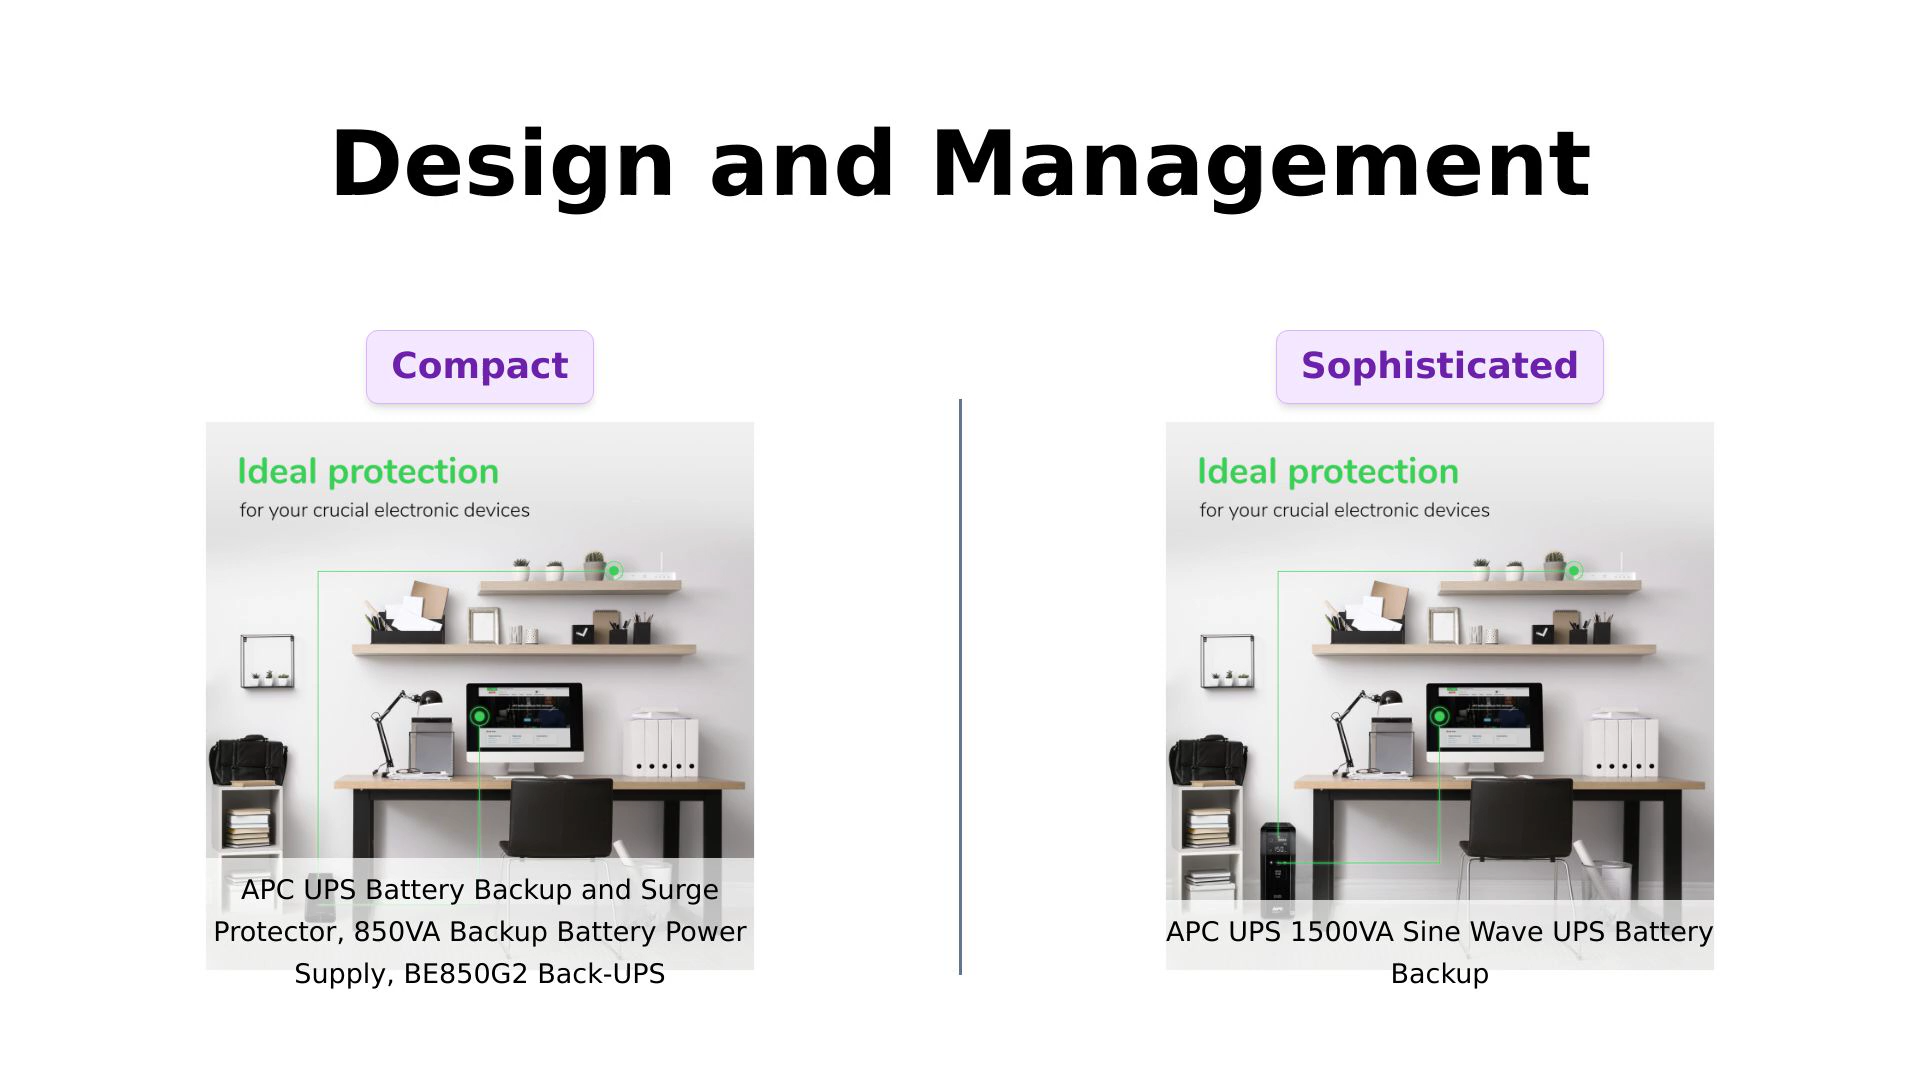 Design and Management
Compact
Ideal protection
for your crucial electronic devices
APC UPS Battery Backup and Surge
Protector, 850VA Backup Battery Power
Supply, BE850G2 Back-UPS
Sophisticated
Ideal protection
for your crucial electronic devices
APC UPS 1500VA Sine Wave UPS Battery
Backup